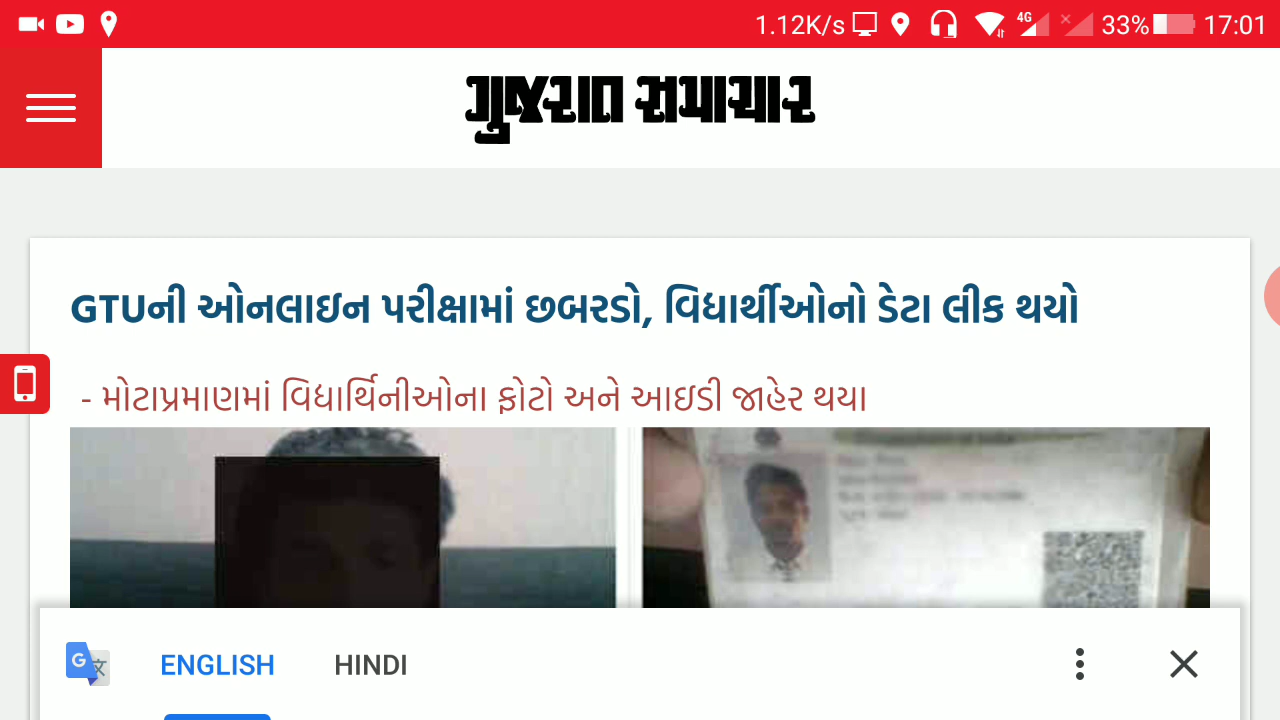 1.12K/s 4G 33% 17:01
ગુજરાત સમાચાર
GTUની ઓનલાઇન પરીક્ષામાં છબરડો, વિદ્યાર્થીઓનો ડેટા લીક થયો
- મોટાપ્રમાણમાં વિદ્યાર્થિનીઓના ફોટો અને આઇડી જાહેર થયા
ENGLISH HINDI